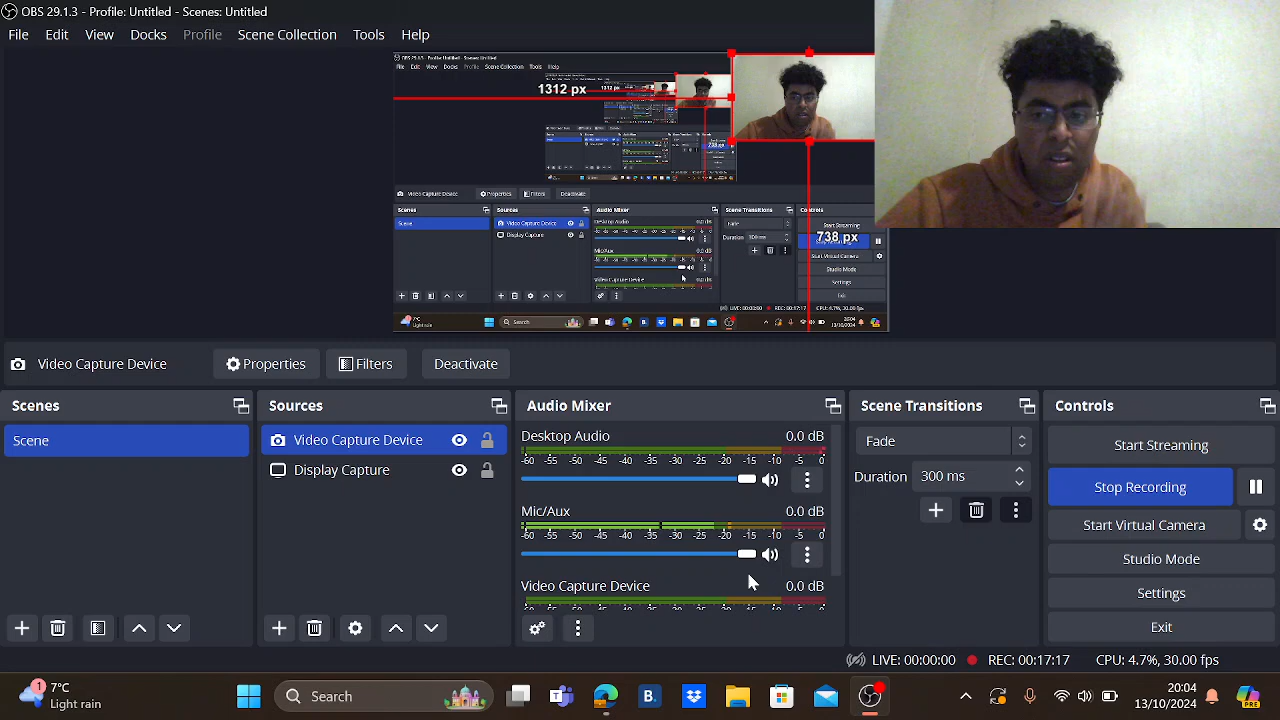 OBS 29.1.3 - Profile: Untitled - Scenes: Untitled
File Edit View Docks Profile Scene Collection Tools Help
1312 px
738 px
Video Capture Device Properties Filters Deactivate
Scenes
Scene
Sources
Video Capture Device
Display Capture
Audio Mixer
Desktop Audio 0.0 dB
-60 -55 -50 -45 -40 -35 -30 -25 -20 -15 -10 -5 0
Mic/Aux 0.0 dB
-60 -55 -50 -45 -40 -35 -30 -25 -20 -15 -10 -5 0
Video Capture Device 0.0 dB
Scene Transitions
Fade
Duration 300 ms
Controls
Start Streaming
Stop Recording
Start Virtual Camera
Studio Mode
Settings
Exit
LIVE: 00:00:00 REC: 00:17:17 CPU: 4.7%, 30.00 fps
1
7°C
Light rain
Search
B.
20:04
13/10/2024
PRE